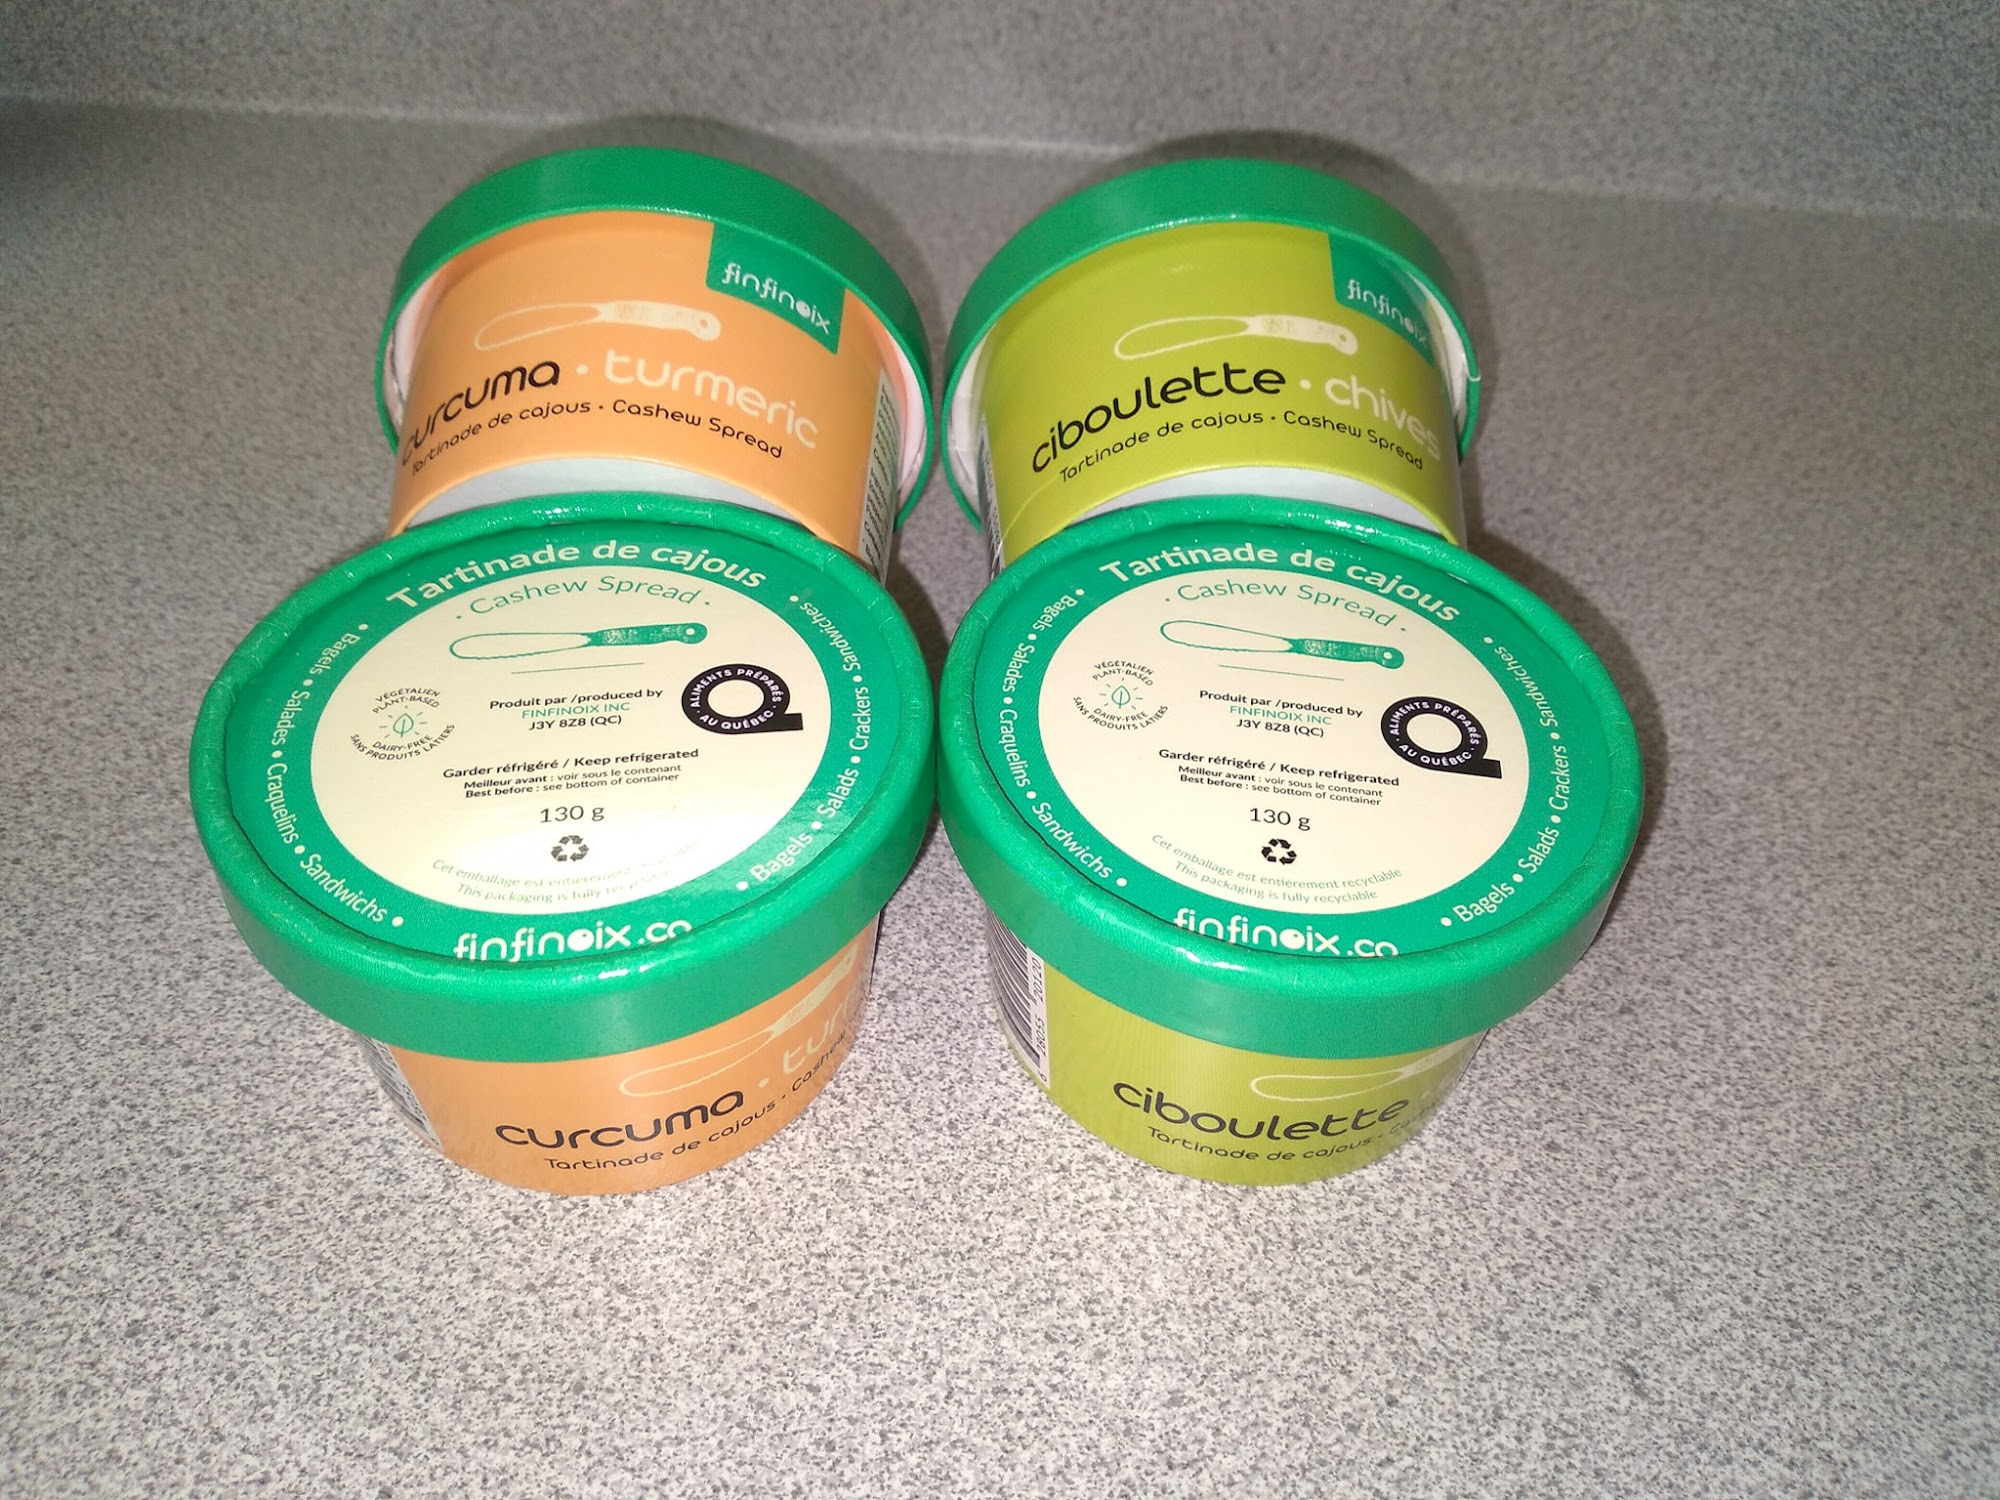 finfinoix
curcuma • turmeric
Tartinade de cajous • Cashew Spread
finfinoix
ciboulette • chives
Tartinade de cajous • Cashew Spread
Tartinade de cajous
• Cashew Spread •
• Bagels • Salades • Craquelins • Sandwichs •
• Bagels • Salads • Crackers • Sandwiches •
VÉGÉTALIEN
PLANT-BASED
DAIRY-FREE
SANS PRODUITS LAITIERS
Produit par /produced by
FINFINOIX INC
J3Y 8Z8 (QC)
ALIMENTS PRÉPARÉS
• AU QUÉBEC •
Garder réfrigéré / Keep refrigerated
Meilleur avant : voir sous le contenant
Best before : see bottom of container
130 g
Cet emballage est entièrement
This packaging is fully recyclable
finfinoix.co
curcuma •
Tartinade de cajous •
Tartinade de cajous
• Cashew Spread •
• Bagels • Salades • Craquelins • Sandwichs •
• Bagels • Salads • Crackers • Sandwiches •
VÉGÉTALIEN
PLANT-BASED
DAIRY-FREE
SANS PRODUITS LAITIERS
Produit par /produced by
FINFINOIX INC
J3Y 8Z8 (QC)
ALIMENTS PRÉPARÉS
• AU QUÉBEC •
Garder réfrigéré / Keep refrigerated
Meilleur avant : voir sous le contenant
Best before : see bottom of container
130 g
Cet emballage est entièrement recyclable
This packaging is fully recyclable
finfinoix.co
6 28055 20120
ciboulette
Tartinade de cajous •